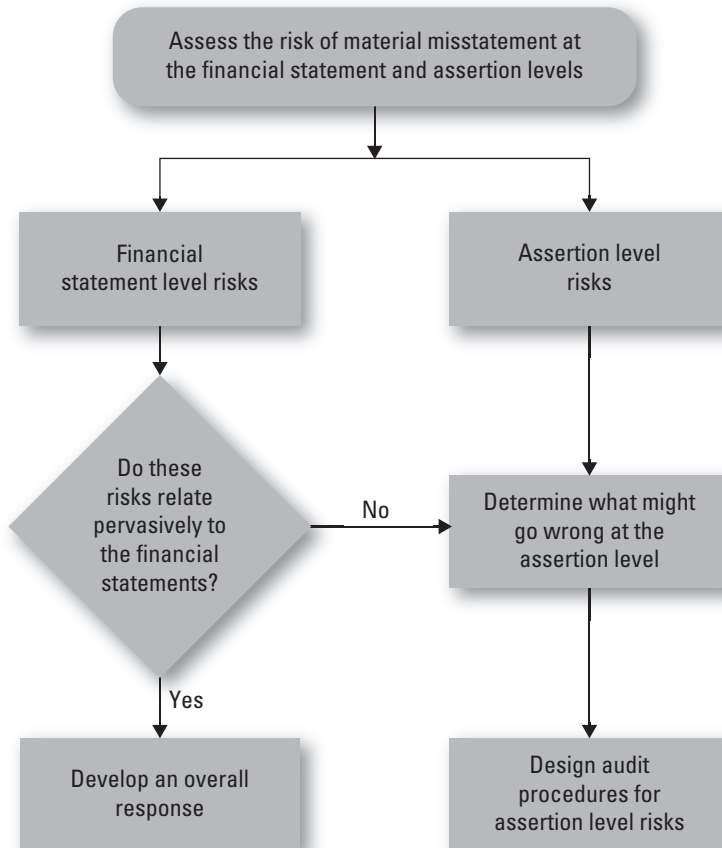 Assess the risk of material misstatement at
the financial statement and assertion levels
Financial
statement level risks
Assertion level
risks
Do these
risks relate
pervasively to
the financial
statements?
No
Determine what might
go wrong at the
assertion level
Yes
Develop an overall
response
Design audit
procedures for
assertion level risks